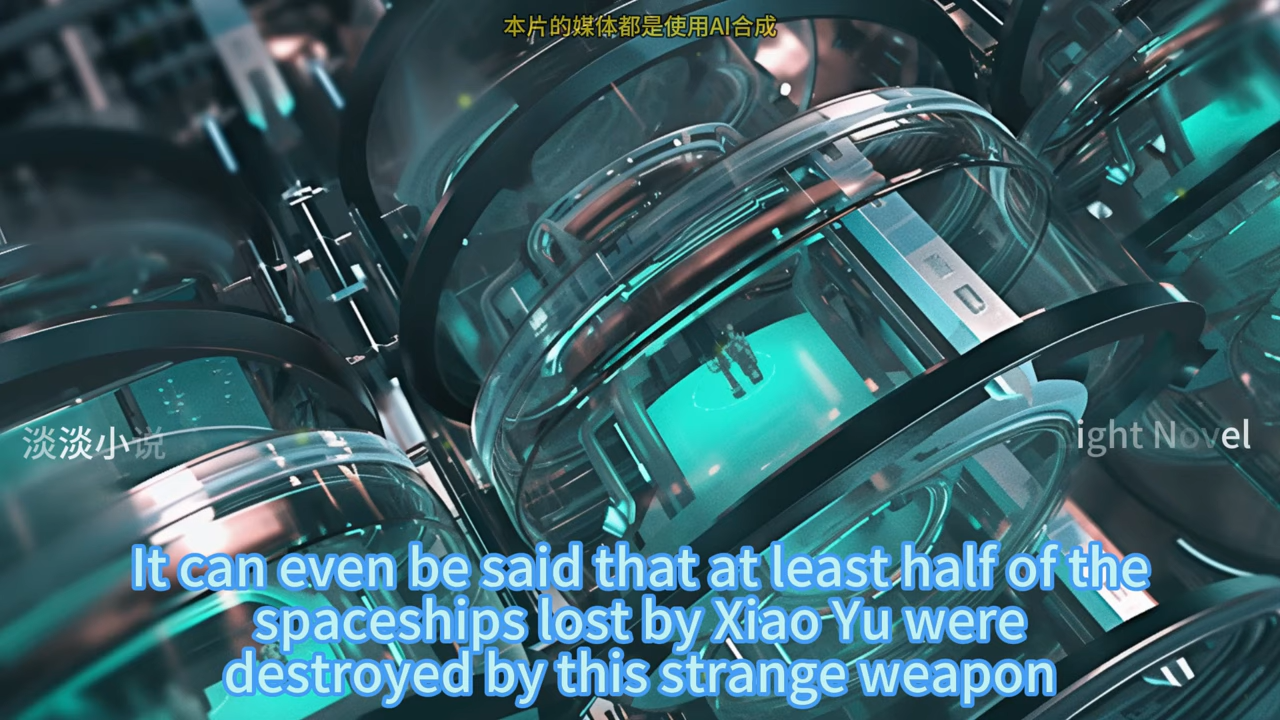 本片的媒体都是使用AI合成
淡淡小说
ight Novel
It can even be said that at least half of the
spaceships lost by Xiao Yu were
destroyed by this strange weapon